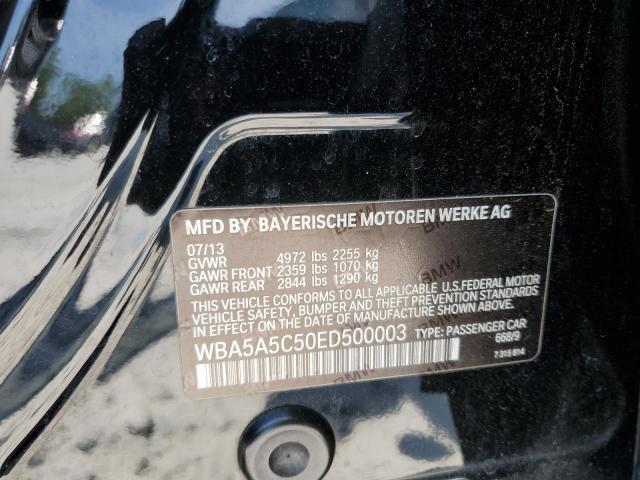 MFD BY BAYERISCHE MOTOREN WERKE AG
07/13
GVWR 4972 lbs 2255 kg
GAWR FRONT 2359 lbs 1070 kg
GAWR REAR 2844 lbs 1290 kg
THIS VEHICLE CONFORMS TO ALL APPLICABLE U.S.FEDERAL MOTOR
VEHICLE SAFETY, BUMPER AND THEFT PREVENTION STANDARDS
IN EFFECT ON THE DATE OF MANUFACTURE SHOWN ABOVE.
WBA5A5C50ED500003 TYPE: PASSENGER CAR
668/9
7 315 814